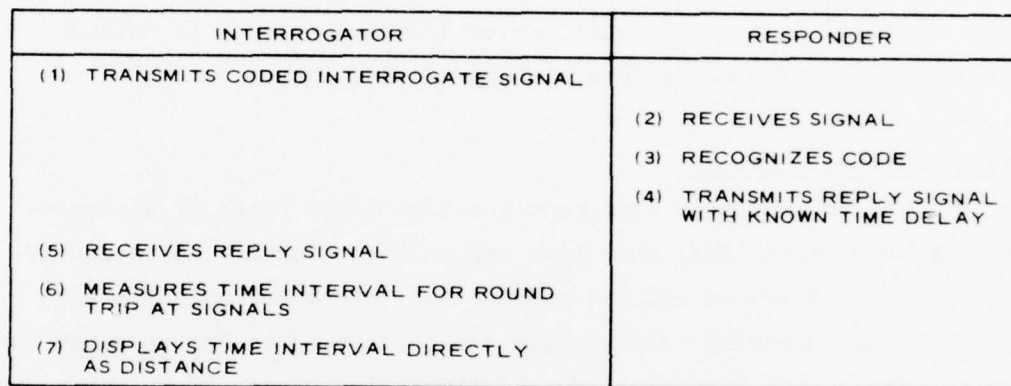 INTERROGATOR
RESPONDER
(1) TRANSMITS CODED INTERROGATE SIGNAL
(2) RECEIVES SIGNAL
(3) RECOGNIZES CODE
(4) TRANSMITS REPLY SIGNAL
WITH KNOWN TIME DELAY
(5) RECEIVES REPLY SIGNAL
(6) MEASURES TIME INTERVAL FOR ROUND
TRIP AT SIGNALS
(7) DISPLAYS TIME INTERVAL DIRECTLY
AS DISTANCE